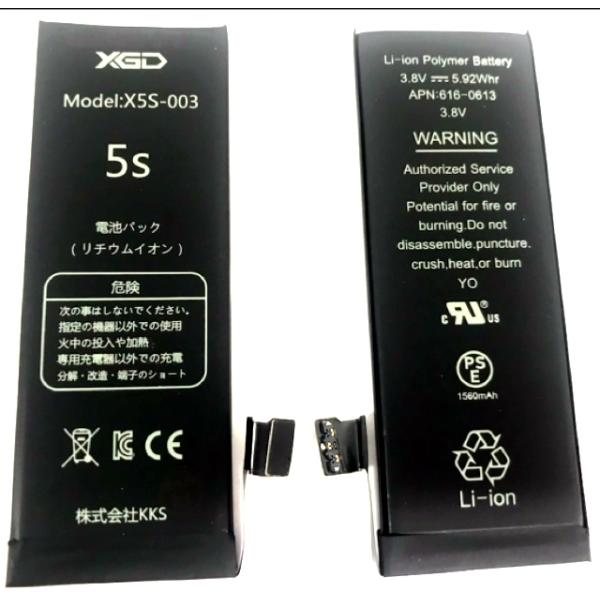 XGD
Model:X5S-003
5s
電池パック
(リチウムイオン)
危険
次の事はしないでください。
指定の機器以外での使用
火中の投入や加熱
専用充電器以外での充電
分解・改造・端子のショート
CE
株式会社KKS
Li-ion Polymer Battery
3.8V ⎓ 5.92Whr
APN:616-0613
3.8V
WARNING
Authorized Service
Provider Only
Potential for fire or
burning.Do not
disassemble.puncture.
crush,heat,or burn
YO
c RU® US
PS
E
1560mAh
Li-ion